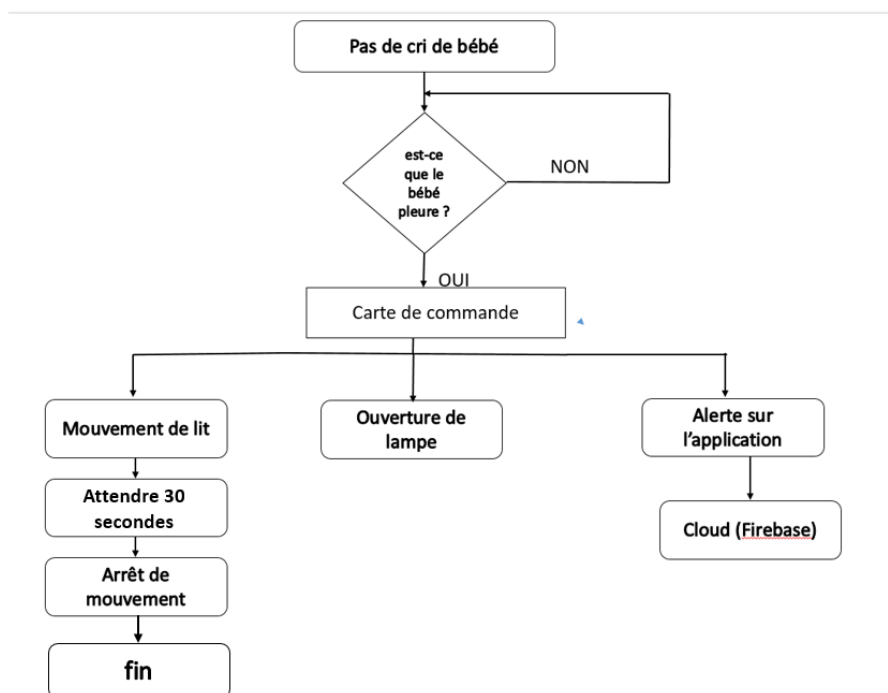 Pas de cri de bébé
est-ce
que le
bébé
pleure ?
NON
OUI
Carte de commande
Mouvement de lit
Ouverture de
lampe
Alerte sur
l'application
Attendre 30
secondes
Cloud (Firebase)
Arrêt de
mouvement
fin